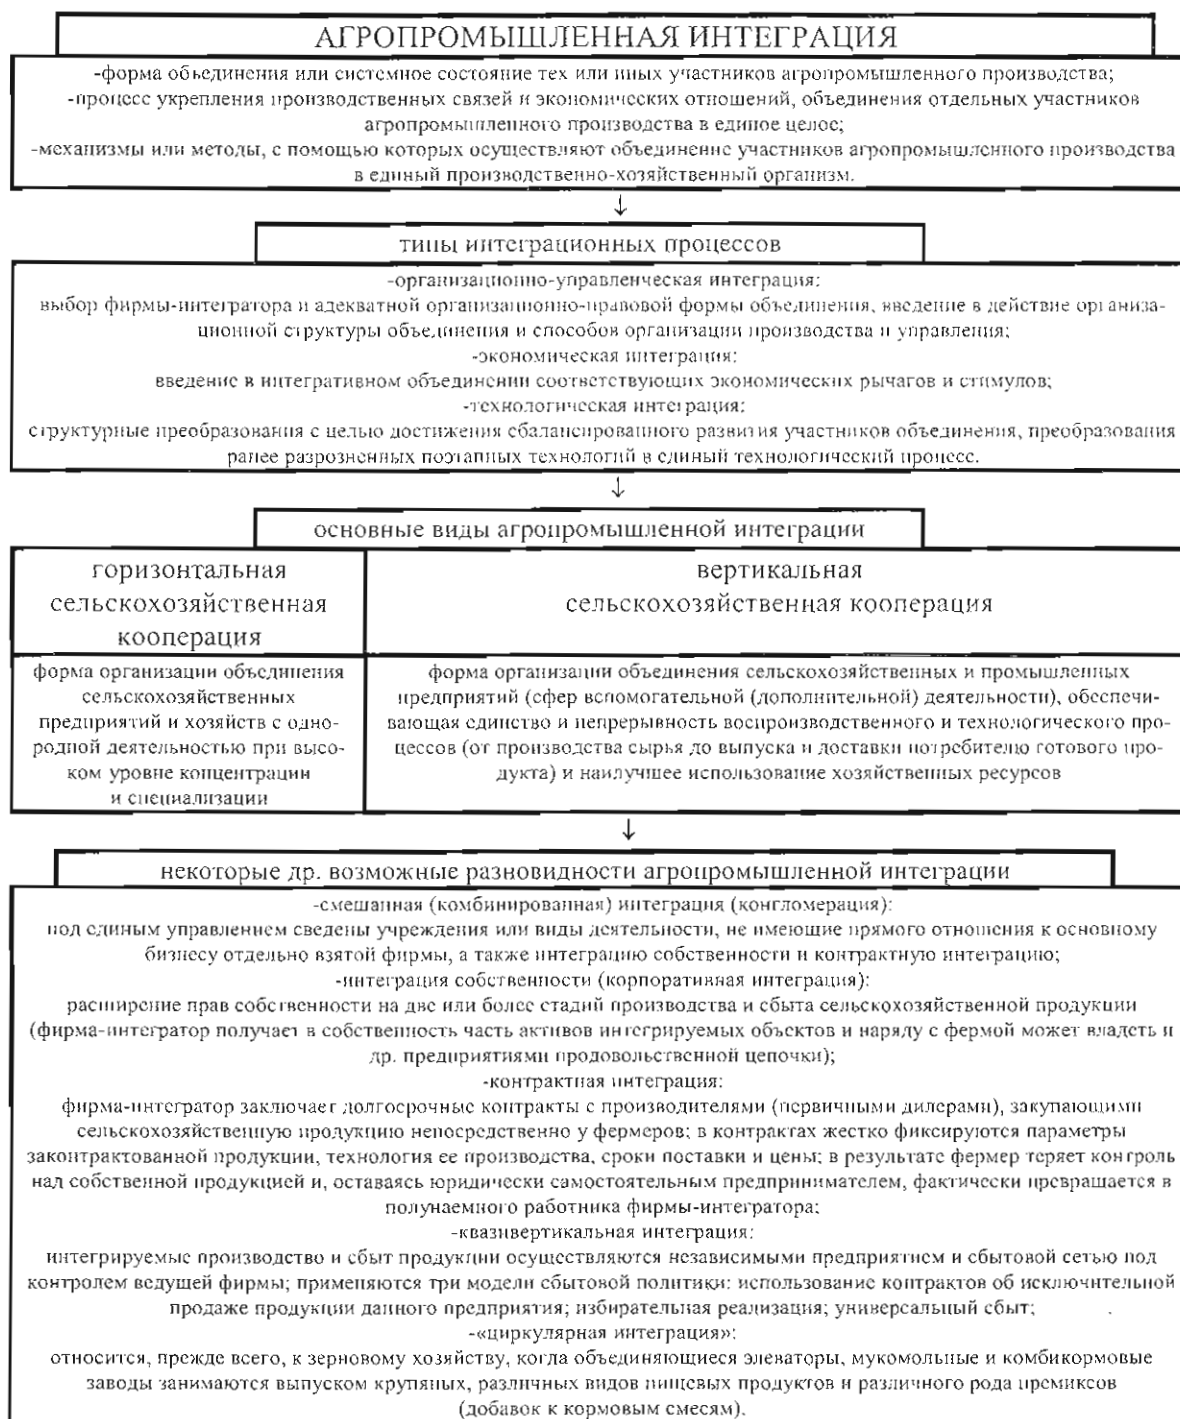 АГРОПРОМЫШЛЕННАЯ ИНТЕГРАЦИЯ
-форма объединения или системное состояние тех или иных участников агропромышленного производства;
-процесс укрепления производственных связей и экономических отношений, объединения отдельных участников
агропромышленного производства в единое целое;
-механизмы или методы, с помощью которых осуществляют объединение участников агропромышленного производства
в единый производственно-хозяйственный организм.
↓
типы интеграционных процессов
-организационно-управленческая интеграция:
выбор фирмы-интегратора и адекватной организационно-правовой формы объединения, введение в действие организа-
ционной структуры объединения и способов организации производства и управления;
-экономическая интеграция:
введение в интегративном объединении соответствующих экономических рычагов и стимулов;
-технологическая интеграция:
структурные преобразования с целью достижения сбалансированного развития участников объединения, преобразования
ранее разрозненных поэтапных технологий в единый технологический процесс.
↓
основные виды агропромышленной интеграции
горизонтальная
сельскохозяйственная
кооперация
вертикальная
сельскохозяйственная кооперация
форма организации объединения
сельскохозяйственных
предприятий и хозяйств с одно-
родной деятельностью при высо-
ком уровне концентрации
и специализации
форма организации объединения сельскохозяйственных и промышленных
предприятий (сфер вспомогательной (дополнительной) деятельности), обеспечи-
вающая единство и непрерывность воспроизводственного и технологического про-
цессов (от производства сырья до выпуска и доставки потребителю готового про-
дукта) и наилучшее использование хозяйственных ресурсов
↓
некоторые др. возможные разновидности агропромышленной интеграции
-смешанная (комбинированная) интеграция (конгломерация):
под единым управлением сведены учреждения или виды деятельности, не имеющие прямого отношения к основному
бизнесу отдельно взятой фирмы, а также интеграцию собственности и контрактную интеграцию;
-интеграция собственности (корпоративная интеграция):
расширение прав собственности на две или более стадий производства и сбыта сельскохозяйственной продукции
(фирма-интегратор получает в собственность часть активов интегрируемых объектов и наряду с фермой может владеть и
др. предприятиями продовольственной цепочки);
-контрактная интеграция:
фирма-интегратор заключает долгосрочные контракты с производителями (первичными дилерами), закупающими
сельскохозяйственную продукцию непосредственно у фермеров; в контрактах жестко фиксируются параметры
законтрактованной продукции, технология ее производства, сроки поставки и цены; в результате фермер теряет контроль
над собственной продукцией и, оставаясь юридически самостоятельным предпринимателем, фактически превращается в
полунаемного работника фирмы-интегратора;
-квазивертикальная интеграция:
интегрируемые производство и сбыт продукции осуществляются независимыми предприятием и сбытовой сетью под
контролем ведущей фирмы; применяются три модели сбытовой политики: использование контрактов об исключительной
продаже продукции данного предприятия; избирательная реализация; универсальный сбыт;
-«циркулярная интеграция»:
относится, прежде всего, к зерновому хозяйству, когда объединяющиеся элеваторы, мукомольные и комбикормовые
заводы занимаются выпуском крупяных, различных видов пищевых продуктов и различного рода премиксов
(добавок к кормовым смесям).